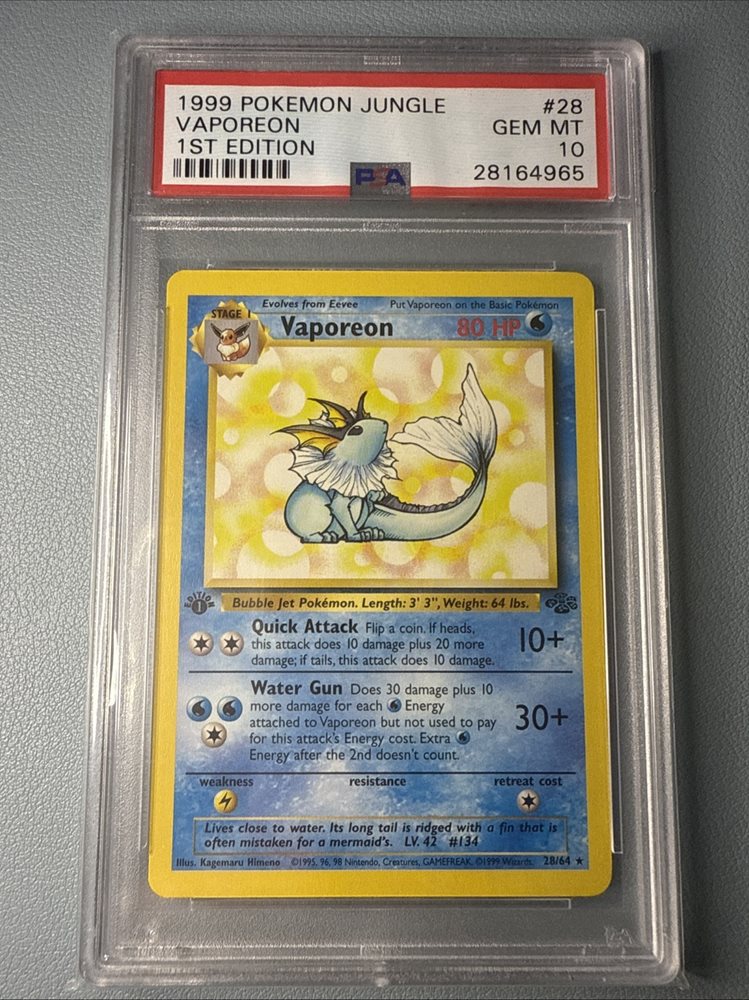 1999 POKEMON JUNGLE #28
VAPOREON GEM MT
1ST EDITION 10
28164965
PSA
Evolves from Eevee Put Vaporeon on the Basic Pokémon
STAGE 1
Vaporeon 80 HP
EDITION 1
Bubble Jet Pokémon. Length: 3' 3", Weight: 64 lbs.
Quick Attack Flip a coin. If heads,
this attack does 10 damage plus 20 more
damage; if tails, this attack does 10 damage.
10+
Water Gun Does 30 damage plus 10
more damage for each Energy
attached to Vaporeon but not used to pay
for this attack's Energy cost. Extra
Energy after the 2nd doesn't count.
30+
weakness resistance retreat cost
Lives close to water. Its long tail is ridged with a fin that is
often mistaken for a mermaid's. LV. 42 #134
Illus. Kagemaru Himeno ©1995, 96, 98 Nintendo, Creatures, GAMEFREAK. ©1999 Wizards. 28/64 ★